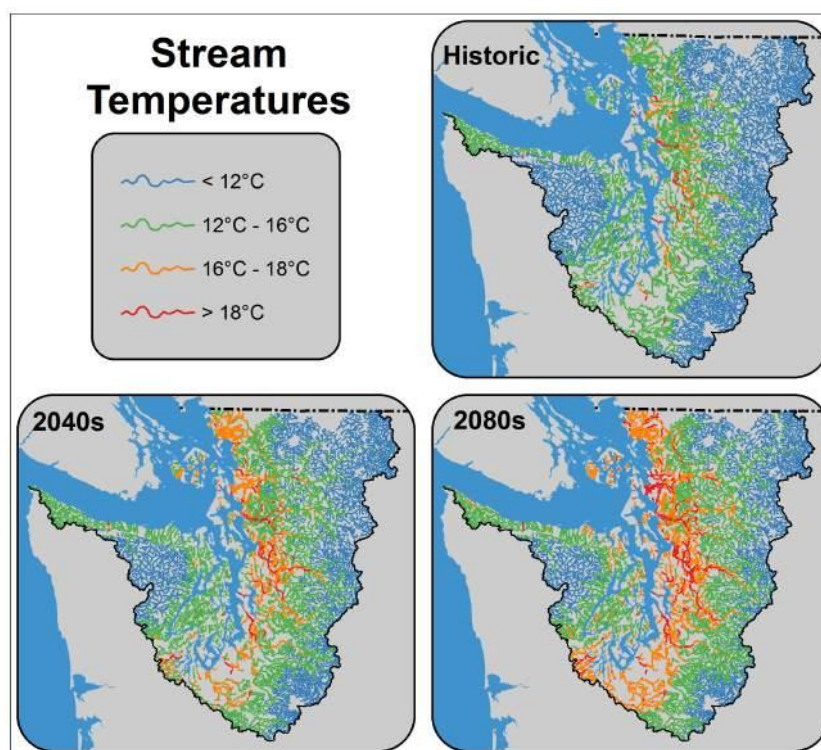 Stream
Temperatures
< 12°C
12°C - 16°C
16°C - 18°C
> 18°C
Historic
2040s
2080s